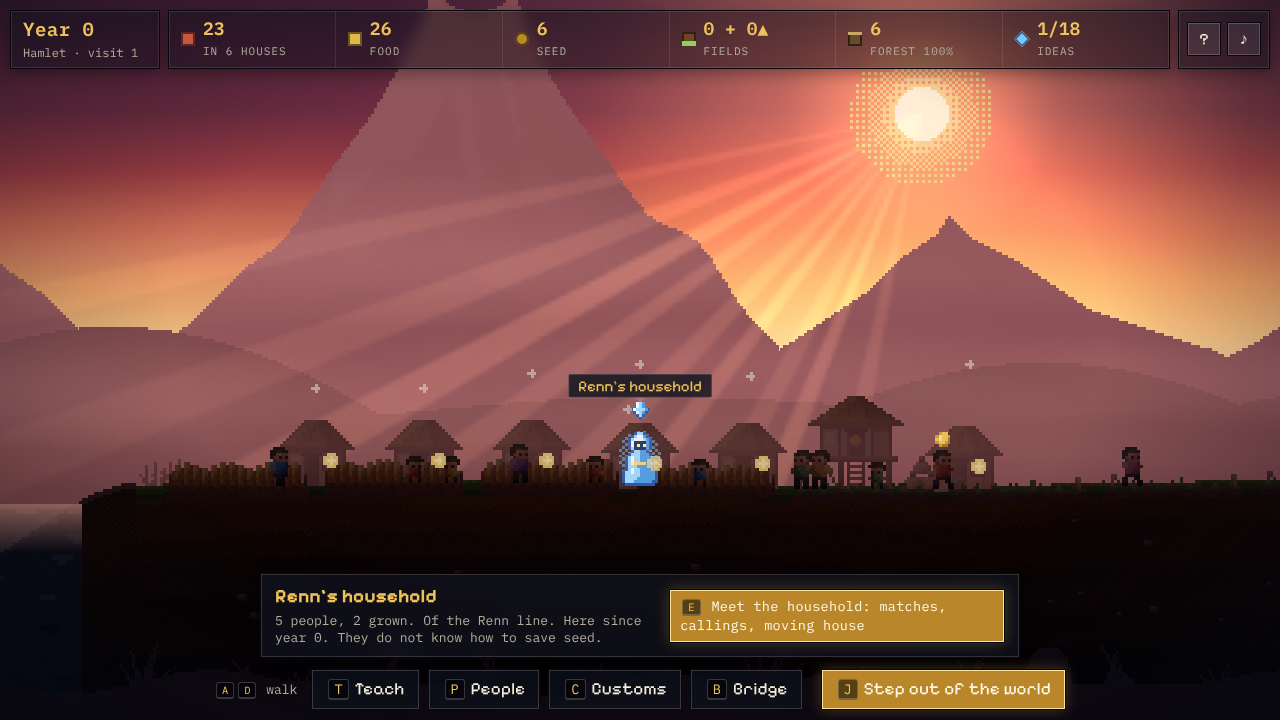 Year 0
Hamlet · visit 1
23
IN 6 HOUSES
26
FOOD
6
SEED
0 + 0▲
FIELDS
6
FOREST 100%
1/18
IDEAS
?
♪
Renn's household
Renn's household
5 people, 2 grown. Of the Renn line. Here since
year 0. They do not know how to save seed.
E Meet the household: matches,
callings, moving house
A D walk
T Teach
P People
C Customs
B Bridge
J Step out of the world